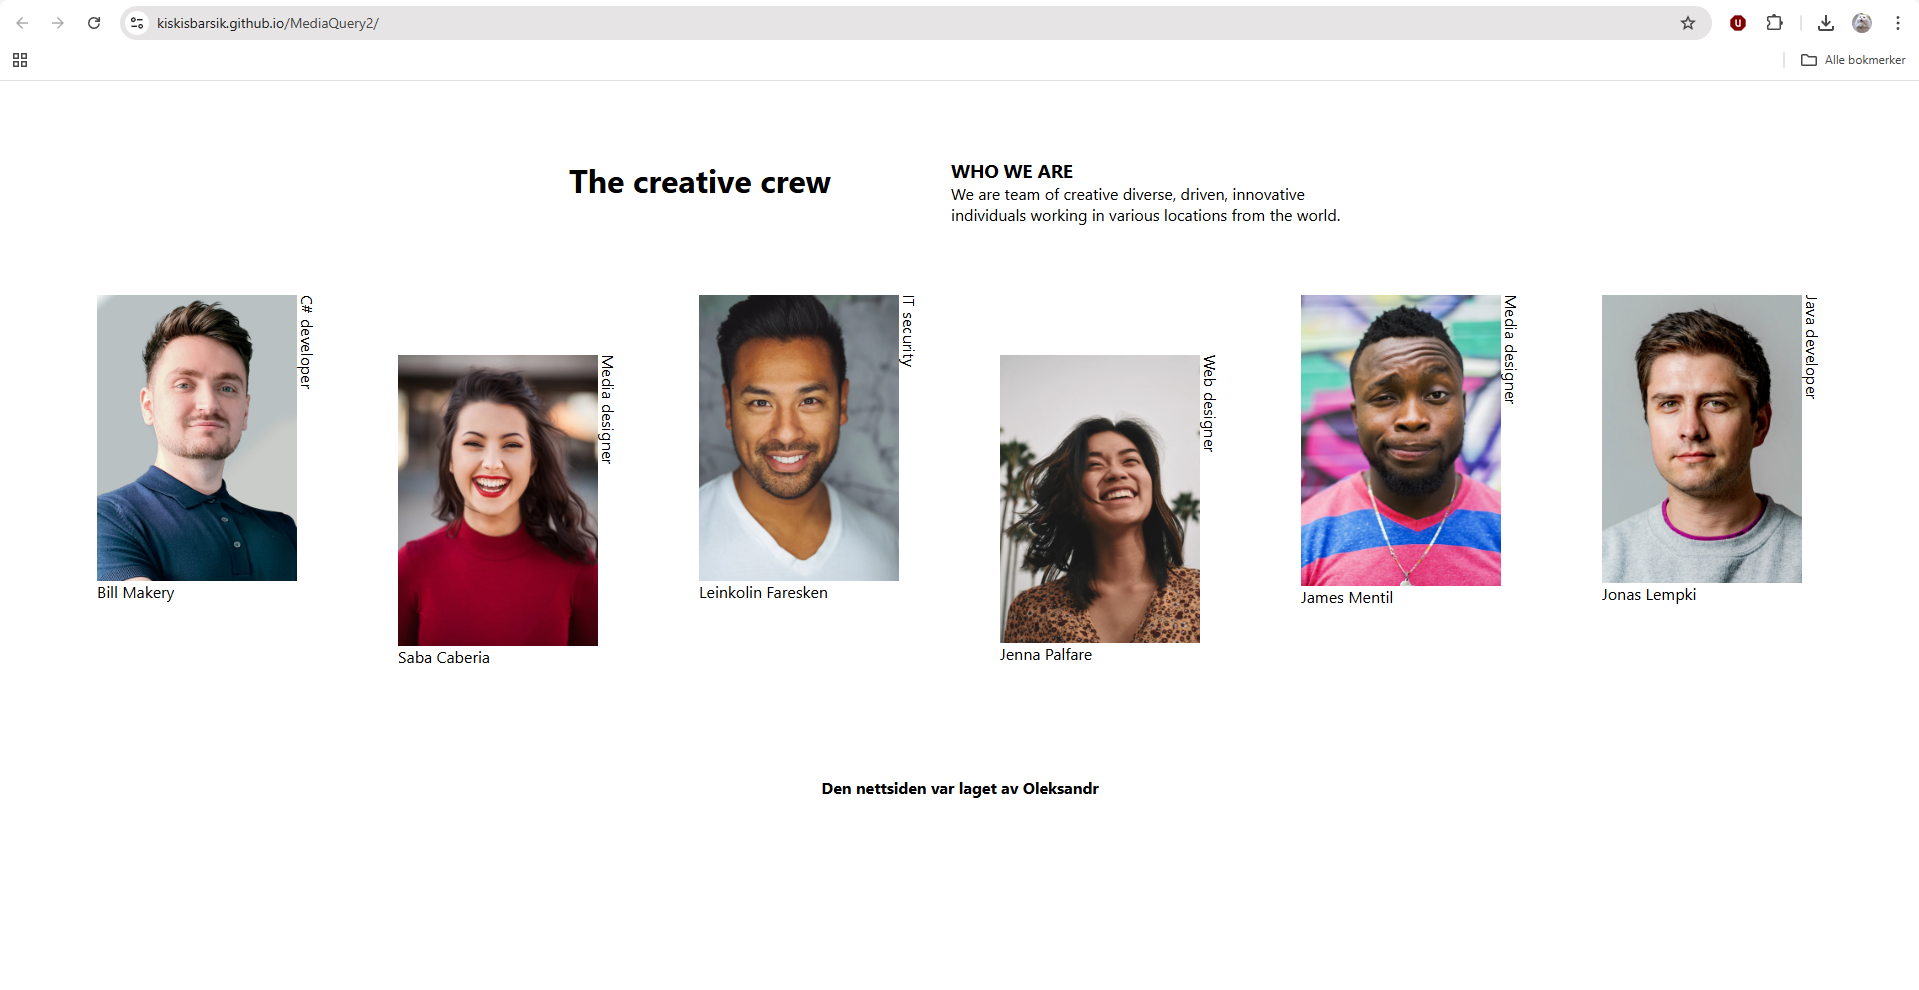 kiskisbarsik.github.io/MediaQuery2/
Alle bokmerker
The creative crew
WHO WE ARE
We are team of creative diverse, driven, innovative
individuals working in various locations from the world.
C# developer
Bill Makery
Media designer
Saba Caberia
IT security
Leinkolin Faresken
Web designer
Jenna Palfare
Media designer
James Mentil
Java developer
Jonas Lempki
Den nettsiden var laget av Oleksandr